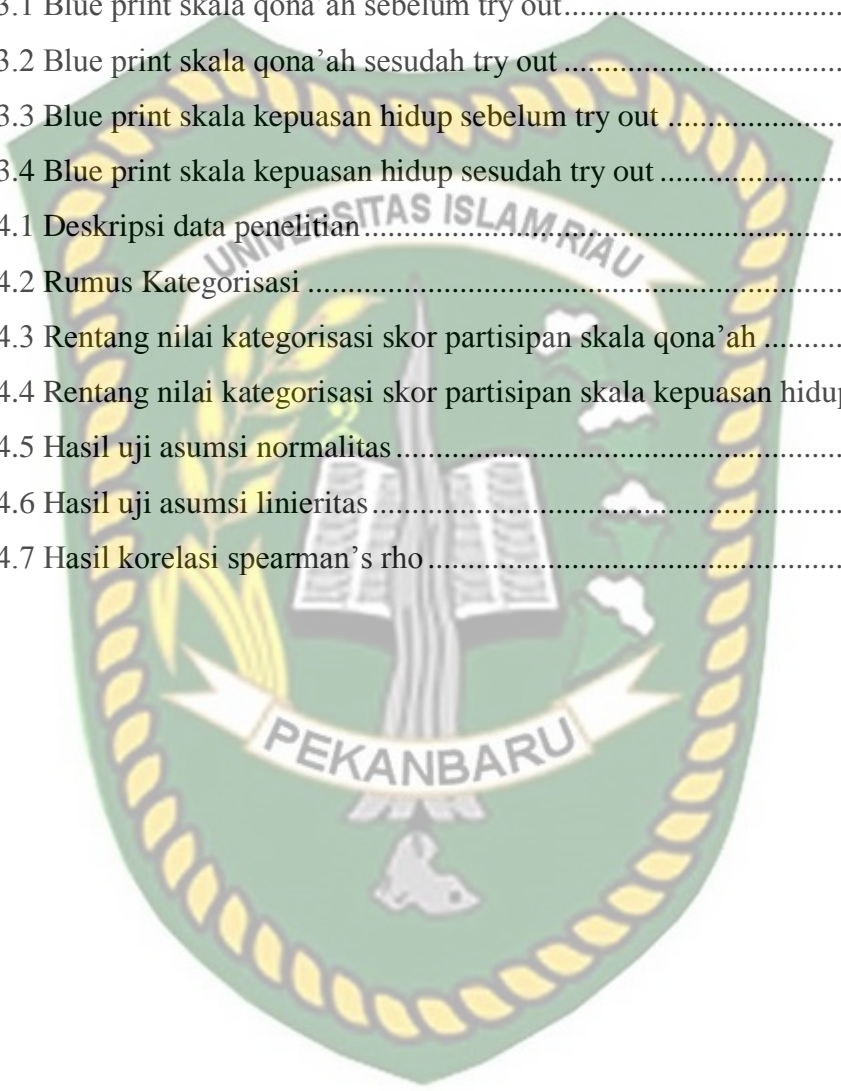 3.1 Blue print skala qona’ah sebelum try out...............................
3.2 Blue print skala qona’ah sesudah try out ...............................
3.3 Blue print skala kepuasan hidup sebelum try out ...................
3.4 Blue print skala kepuasan hidup sesudah try out ....................
4.1 Deskripsi data penelitian........................................................
4.2 Rumus Kategorisasi ...............................................................
4.3 Rentang nilai kategorisasi skor partisipan skala qona’ah ..........
4.4 Rentang nilai kategorisasi skor partisipan skala kepuasan hidup
4.5 Hasil uji asumsi normalitas ....................................................
4.6 Hasil uji asumsi linieritas .......................................................
4.7 Hasil korelasi spearman’s rho ................................................
UNIVERSITAS ISLAM RIAU
PEKANBARU